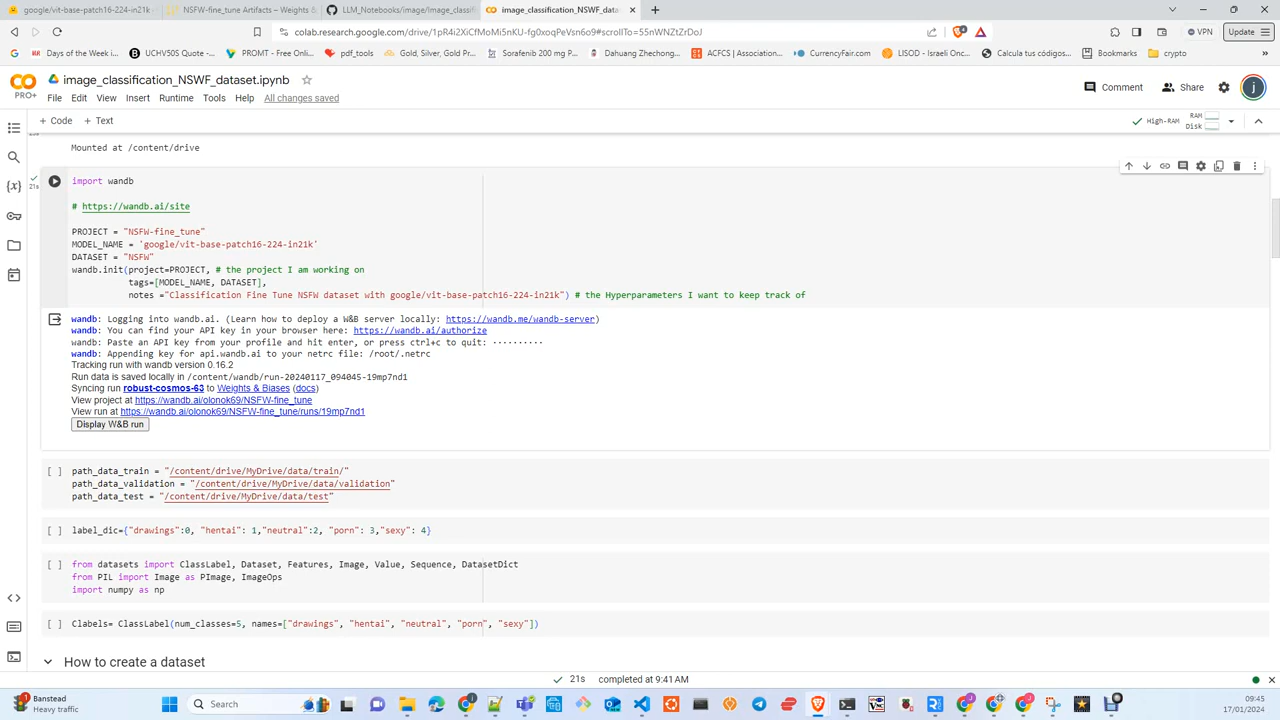 google/vit-base-patch16-224-in21k
NSFW-fine_tune Artifacts – Weights &
LLM_Notebooks/image/image_classifi
image_classification_NSWF_data
colab.research.google.com/drive/1pR4i2XiCfMoMi5nKU-fg0xoqPeVsn6o9#scrollTo=55nWNZtZrDoJ
VPN
Update
Rates
Days of the Week i...
UCHV50S Quote -...
PROMT - Free Onli...
pdf_tools
Gold, Silver, Gold Pr...
Sorafenib 200 mg P...
Dahuang Zhechong...
ACFCS | Association...
CurrencyFair.com
LISOD - Israeli Onco...
Calcula tus códigos...
Bookmarks
crypto
»
image_classification_NSWF_dataset.ipynb
PRO+
File Edit View Insert Runtime Tools Help All changes saved
Comment
Share
j
+ Code + Text
High-RAM
RAM
Disk
Mounted at /content/drive
21s
import wandb
# https://wandb.ai/site
PROJECT = "NSFW-fine_tune"
MODEL_NAME = 'google/vit-base-patch16-224-in21k'
DATASET = "NSFW"
wandb.init(project=PROJECT, # the project I am working on
tags=[MODEL_NAME, DATASET],
notes ="Classification Fine Tune NSFW dataset with google/vit-base-patch16-224-in21k") # the Hyperparameters I want to keep track of
wandb: Logging into wandb.ai. (Learn how to deploy a W&B server locally: https://wandb.me/wandb-server)
wandb: You can find your API key in your browser here: https://wandb.ai/authorize
wandb: Paste an API key from your profile and hit enter, or press ctrl+c to quit: ··········
wandb: Appending key for api.wandb.ai to your netrc file: /root/.netrc
Tracking run with wandb version 0.16.2
Run data is saved locally in /content/wandb/run-20240117_094045-19mp7nd1
Syncing run robust-cosmos-63 to Weights & Biases (docs)
View project at https://wandb.ai/olonok69/NSFW-fine_tune
View run at https://wandb.ai/olonok69/NSFW-fine_tune/runs/19mp7nd1
Display W&B run
[ ] path_data_train = "/content/drive/MyDrive/data/train/"
path_data_validation = "/content/drive/MyDrive/data/validation"
path_data_test = "/content/drive/MyDrive/data/test"
[ ] label_dic={"drawings":0, "hentai": 1,"neutral":2, "porn": 3,"sexy": 4}
[ ] from datasets import ClassLabel, Dataset, Features, Image, Value, Sequence, DatasetDict
from PIL import Image as PImage, ImageOps
import numpy as np
[ ] Clabels= ClassLabel(num_classes=5, names=["drawings", "hentai", "neutral", "porn", "sexy"])
How to create a dataset
21s completed at 9:41 AM
Banstead
Heavy traffic
Search
09:45
17/01/2024